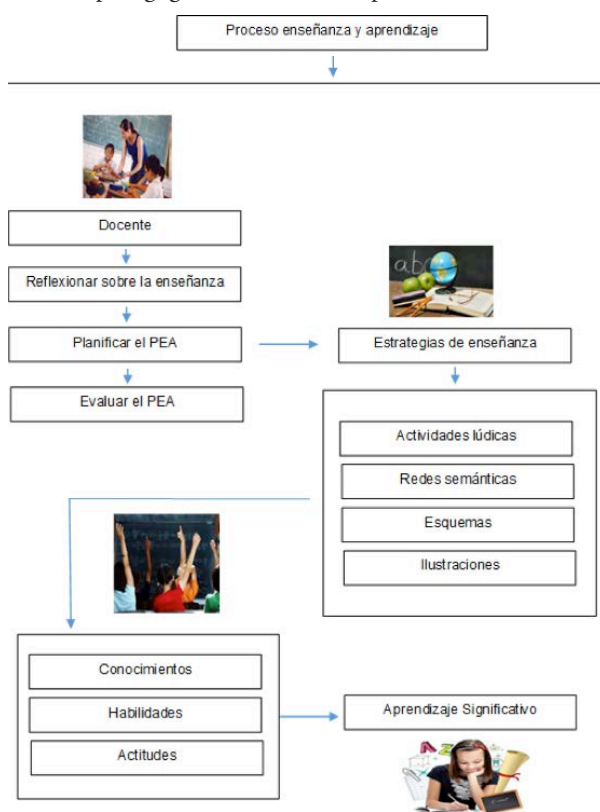 Proceso enseñanza y aprendizaje
Docente
Reflexionar sobre la enseñanza
Planificar el PEA
Evaluar el PEA
abc
Estrategias de enseñanza
Actividades lúdicas
Redes semánticas
Esquemas
Ilustraciones
Conocimientos
Habilidades
Actitudes
Aprendizaje Significativo
A Z